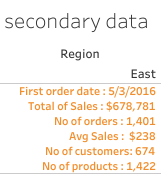 secondary data
Region
East
First order date : 5/3/2016
Total of Sales : $678,781
No of orders : 1,401
Avg Sales :  $238
No of customers: 674
No of products : 1,422